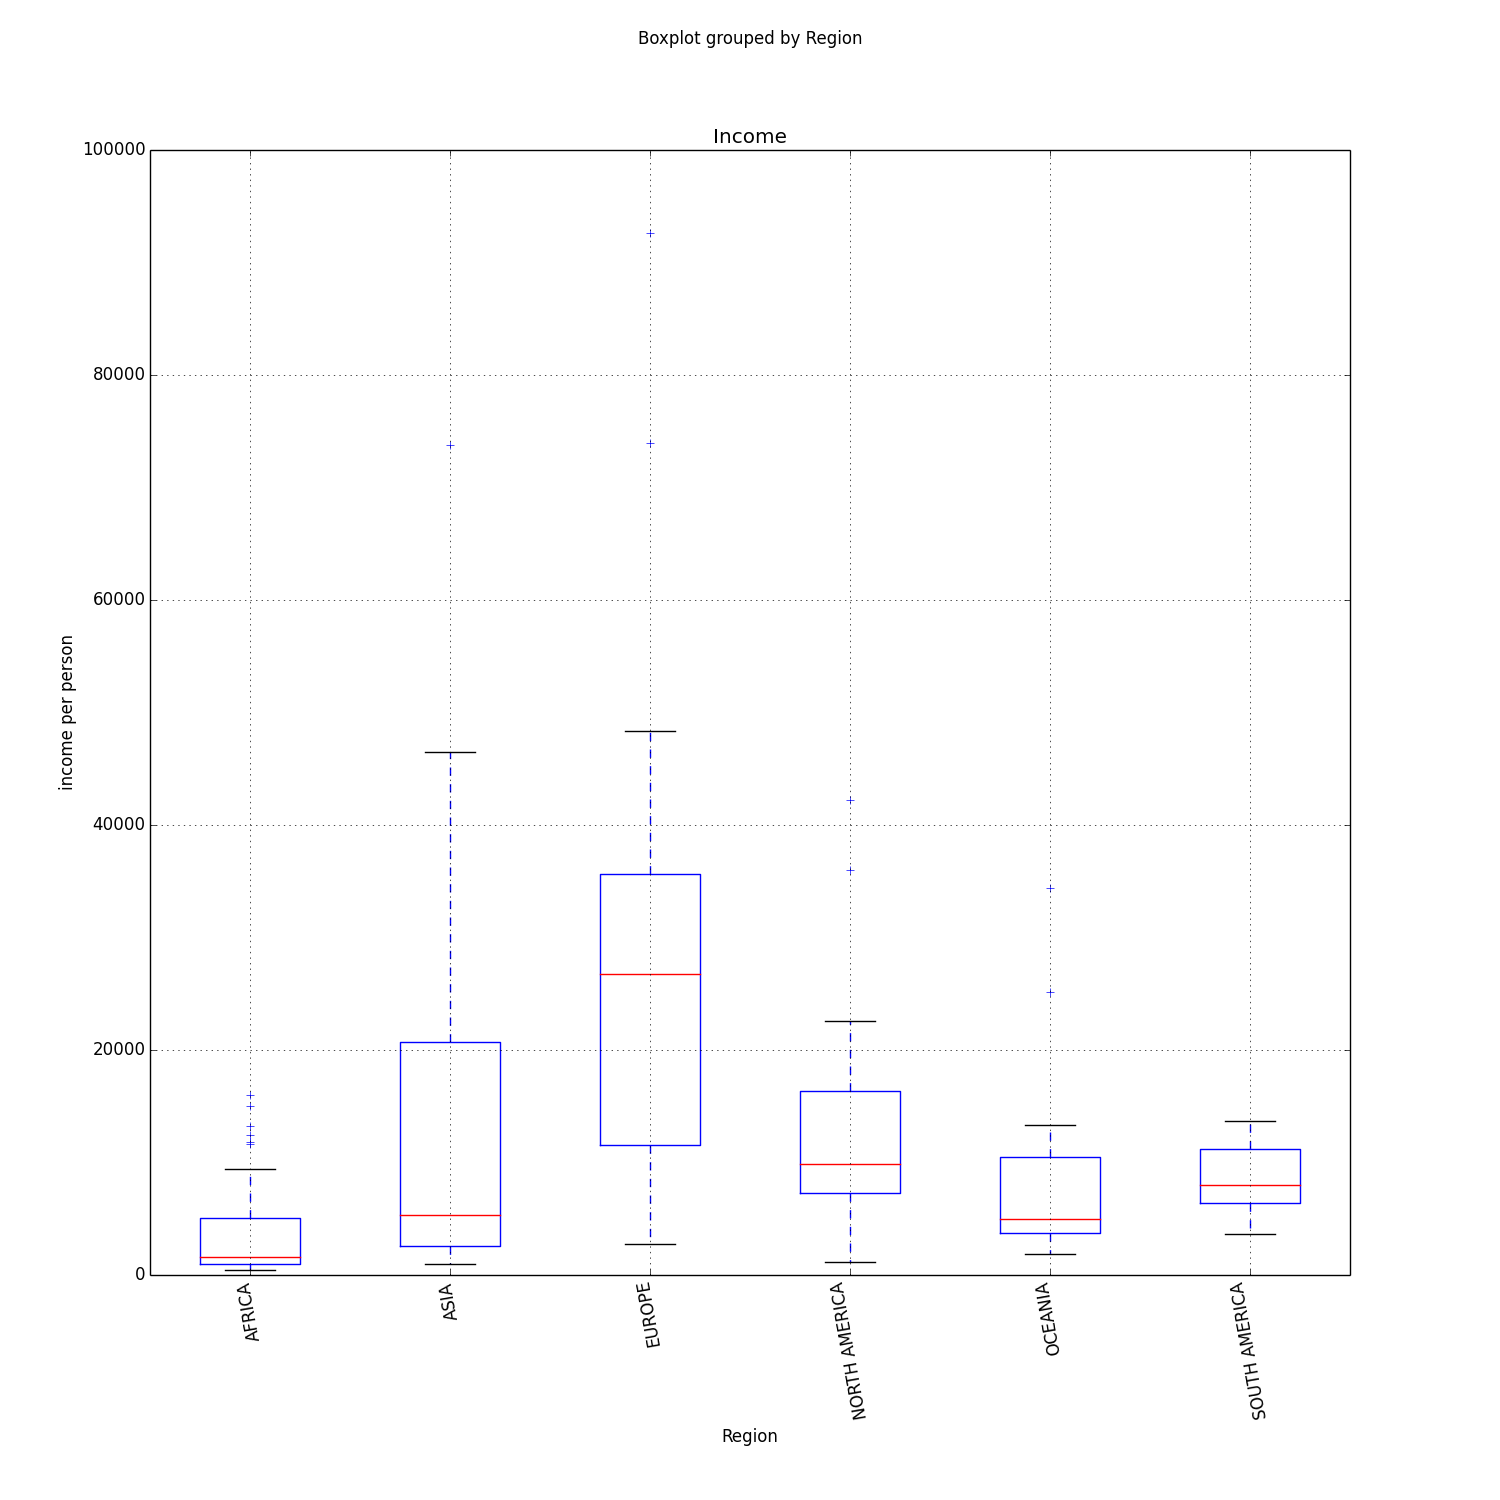 Boxplot grouped by Region
Income
100000
80000
60000
40000
20000
0
income per person
AFRICA
ASIA
EUROPE
NORTH AMERICA
OCEANIA
SOUTH AMERICA
Region